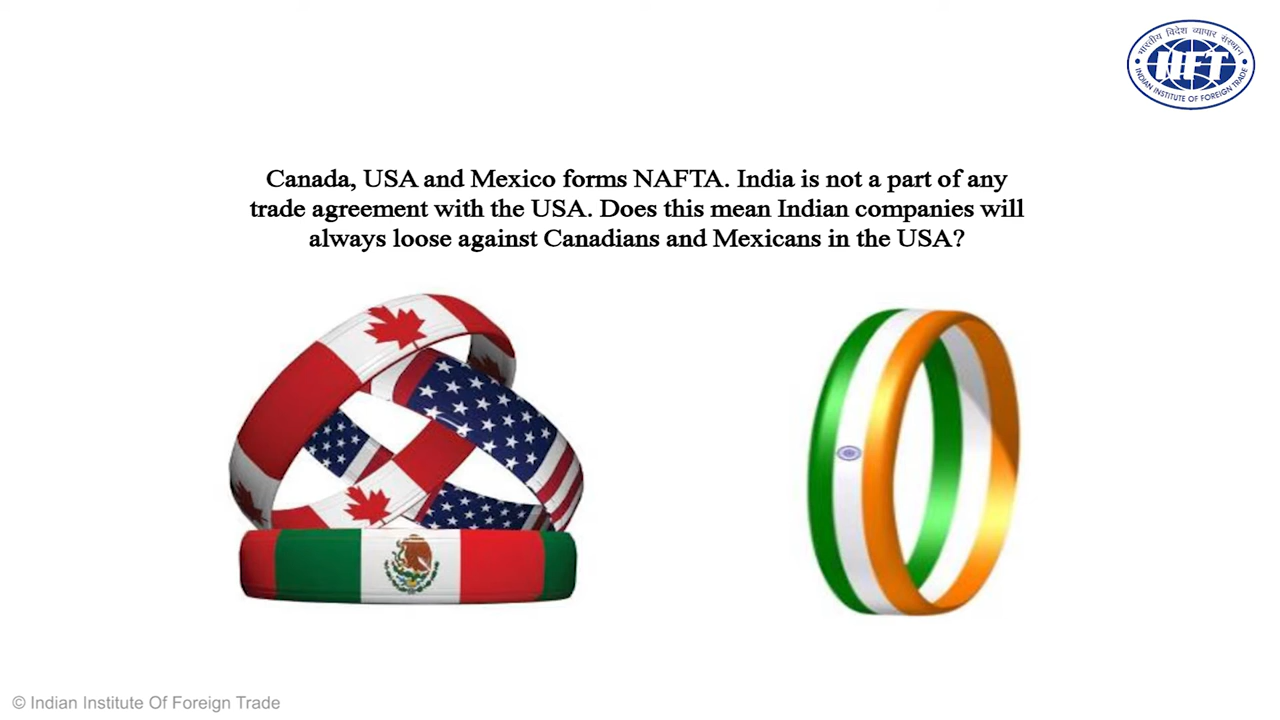 भारतीय विदेश व्यापार संस्थान
IIFT
INDIAN INSTITUTE OF FOREIGN TRADE
Canada, USA and Mexico forms NAFTA. India is not a part of any
trade agreement with the USA. Does this mean Indian companies will
always loose against Canadians and Mexicans in the USA?
© Indian Institute Of Foreign Trade